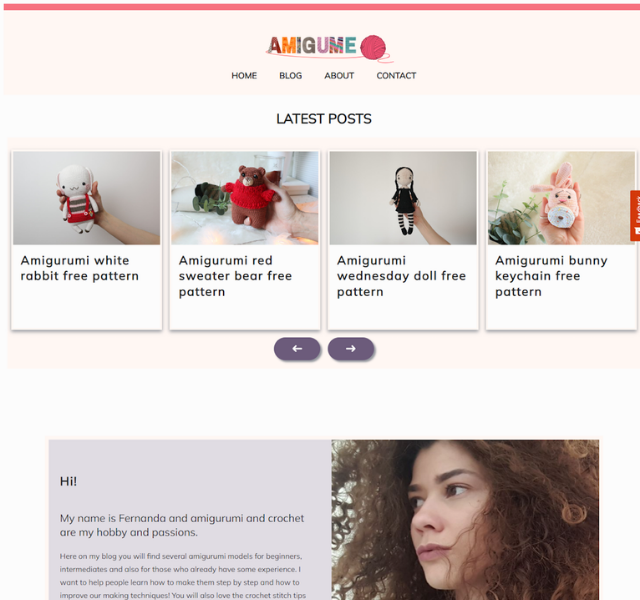 AMIGUME
HOME BLOG ABOUT CONTACT
LATEST POSTS
Amigurumi white
rabbit free pattern
Amigurumi red
sweater bear free
pattern
Amigurumi
wednesday doll free
pattern
Amigurumi bunny
keychain free
pattern
Hi!
My name is Fernanda and amigurumi and crochet
are my hobby and passions.
Here on my blog you will find several amigurumi models for beginners,
intermediates and also for those who already have some experience. I
want to help people learn how to make them step by step and how to
improve our making techniques! You will also love the crochet stitch tips